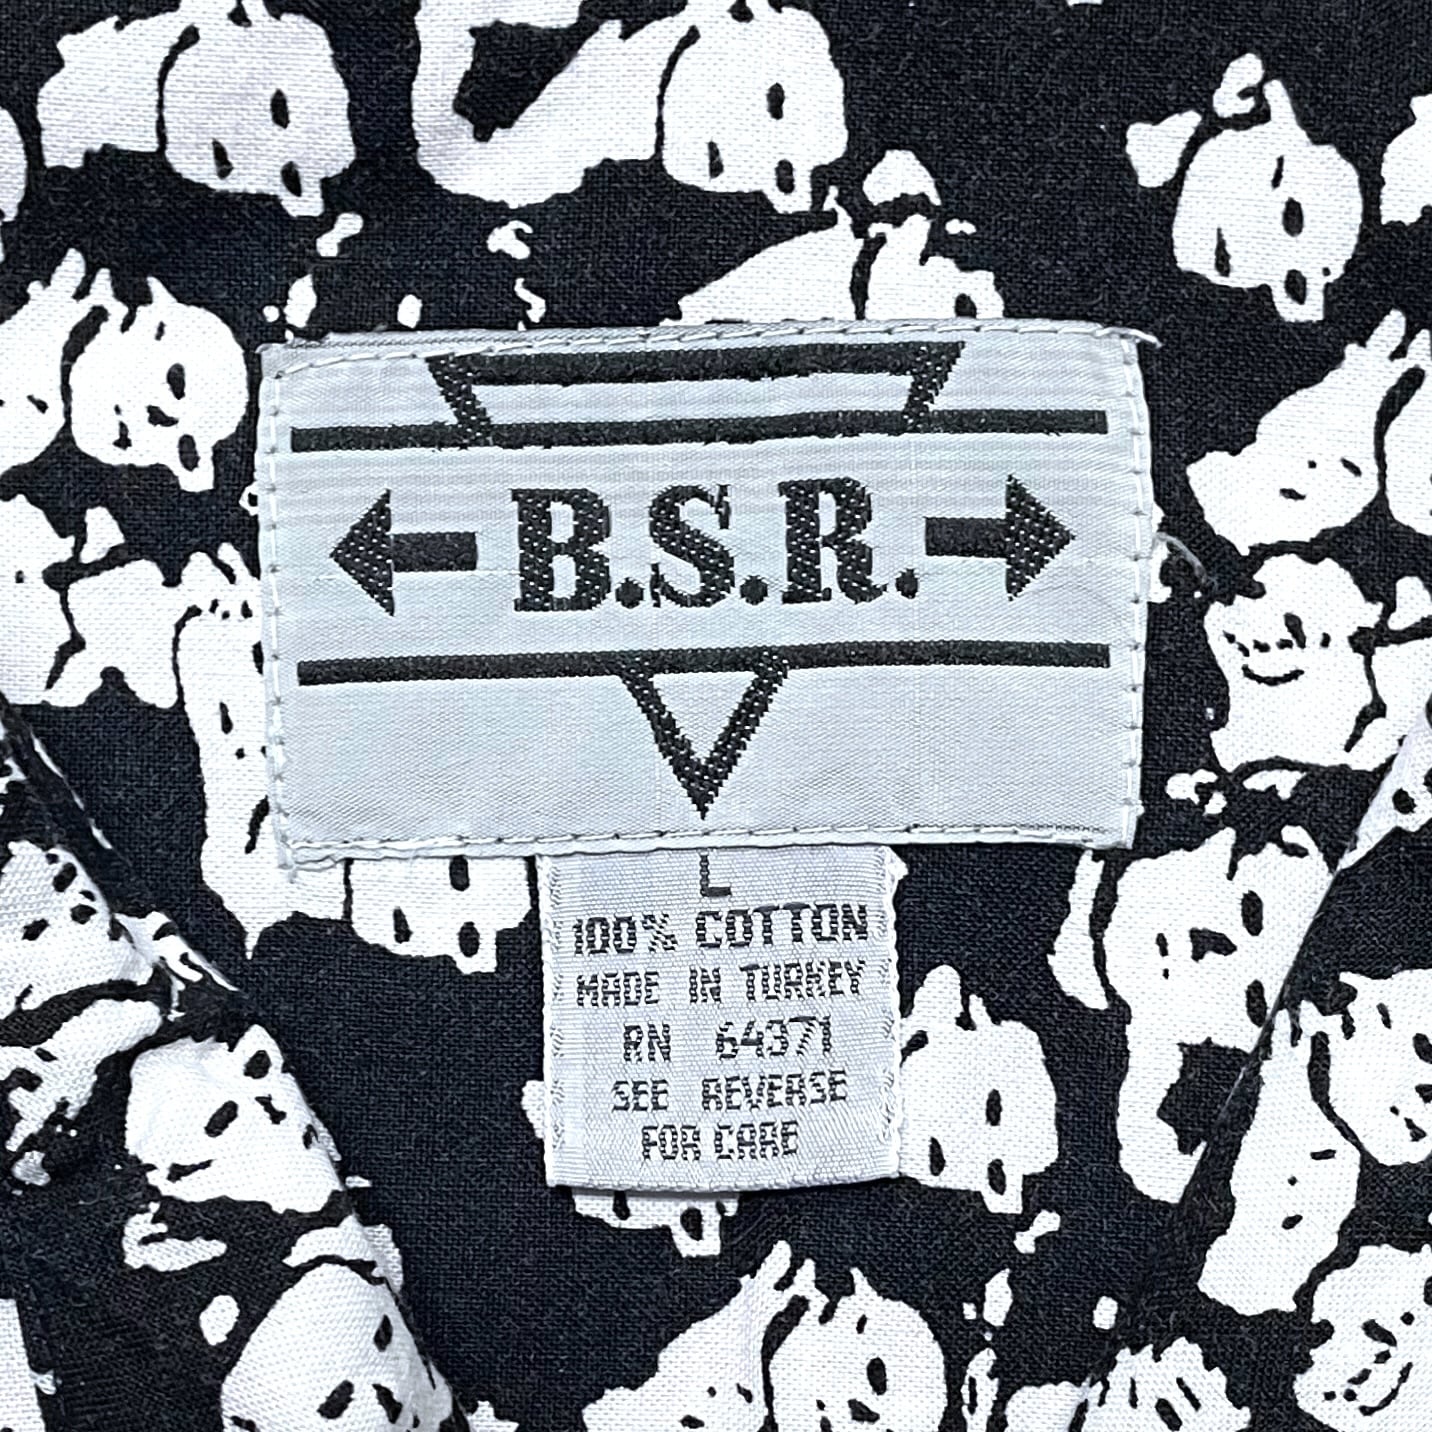 B.S.R.
L
100% COTTON
MADE IN TURKEY
RN 64371
SEE REVERSE
FOR CARE